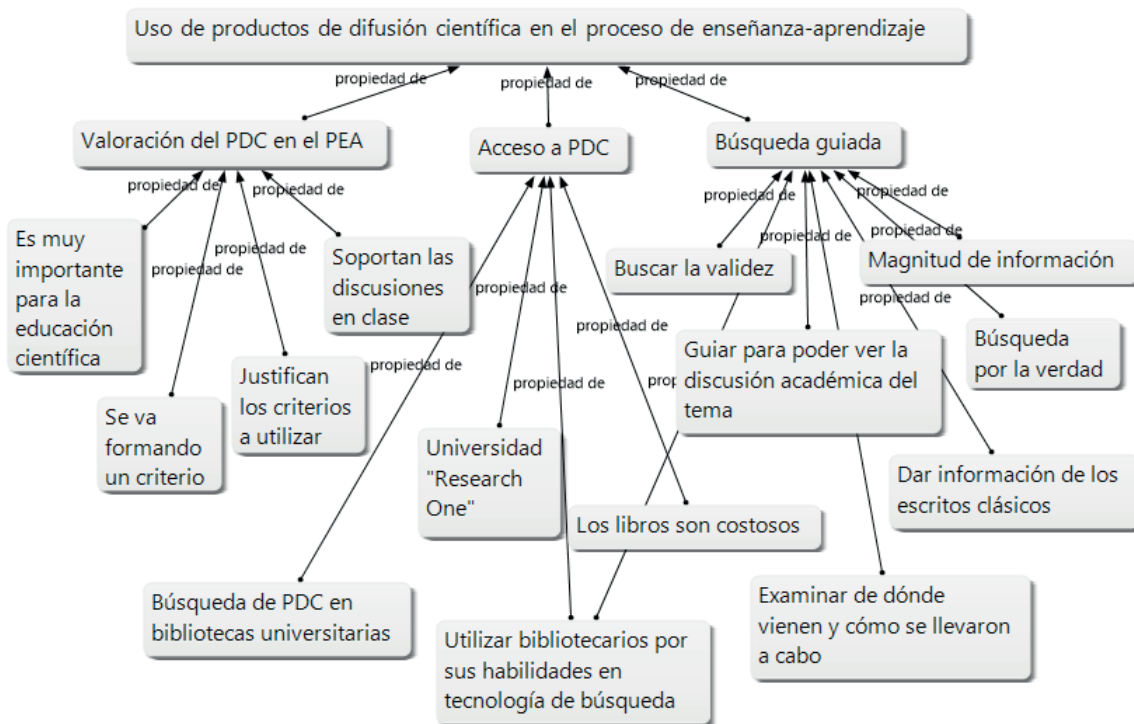 Uso de productos de difusión científica en el proceso de enseñanza-aprendizaje
propiedad de
propiedad de
propiedad de
Valoración del PDC en el PEA
Acceso a PDC
Búsqueda guiada
propiedad de
propiedad de
propiedad de
propiedad de
propiedad de
propiedad de
propiedad de
propiedad de
propiedad de
propiedad de
propiedad de
propiedad de
propiedad de
propiedad de
Es muy
importante
para la
educación
científica
Soportan las
discusiones
en clase
Buscar la validez
Magnitud de información
Búsqueda
por la verdad
Guiar para poder ver la
discusión académica del
tema
Justifican
los criterios
a utilizar
Se va
formando
un criterio
Universidad
"Research
One"
Los libros son costosos
Dar información de los
escritos clásicos
Búsqueda de PDC en
bibliotecas universitarias
Utilizar bibliotecarios por
sus habilidades en
tecnología de búsqueda
Examinar de dónde
vienen y cómo se llevaron
a cabo